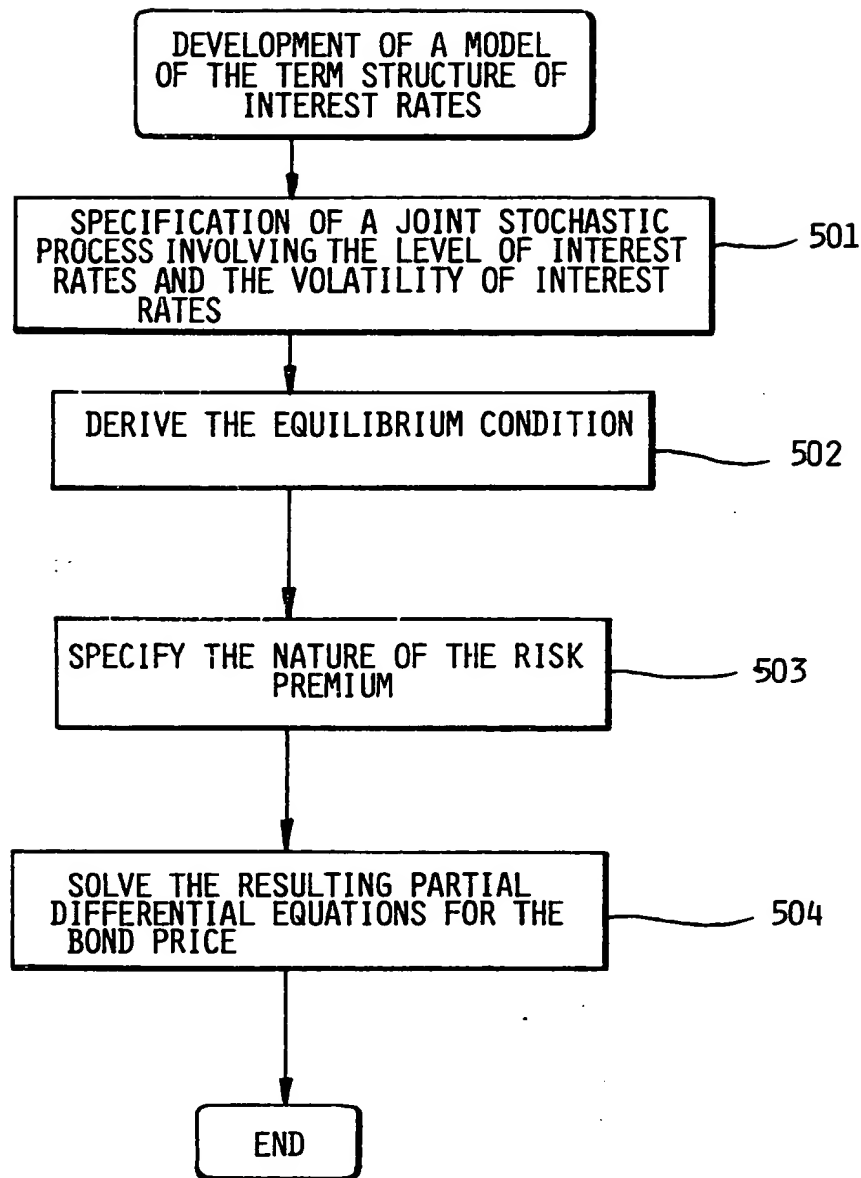 DEVELOPMENT OF A MODEL
OF THE TERM STRUCTURE OF
INTEREST RATES
SPECIFICATION OF A JOINT STOCHASTIC
PROCESS INVOLVING THE LEVEL OF INTEREST
RATES AND THE VOLATILITY OF INTEREST
RATES
501
DERIVE THE EQUILIBRIUM CONDITION
502
SPECIFY THE NATURE OF THE RISK
PREMIUM
503
SOLVE THE RESULTING PARTIAL
DIFFERENTIAL EQUATIONS FOR THE
BOND PRICE
504
END